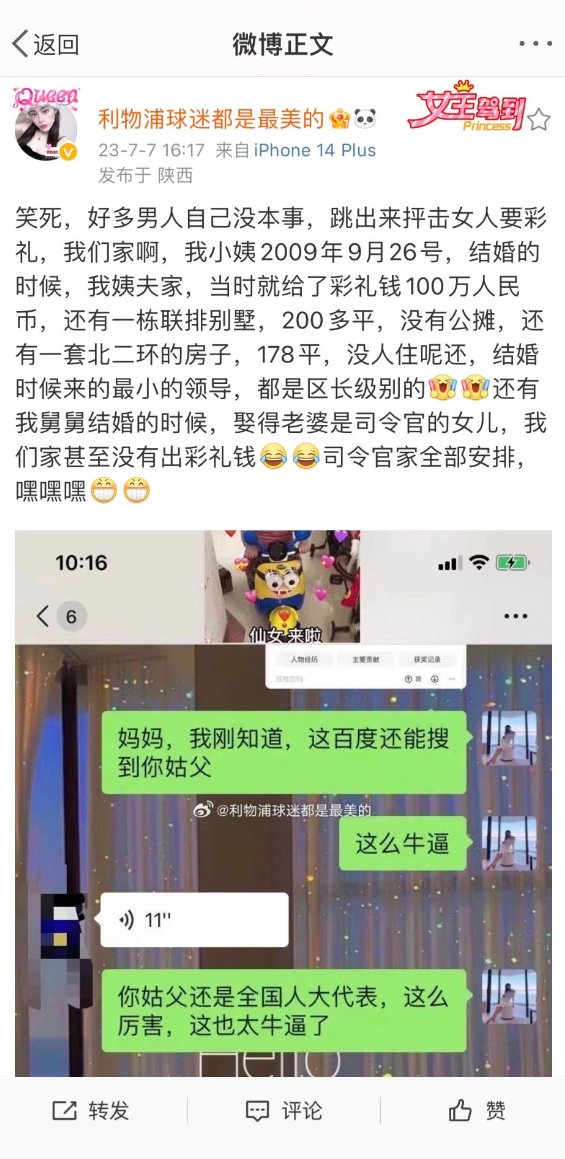 返回
微博正文
Queen
利物浦球迷都是最美的
女王驾到
Princess
23-7-7 16:17 来自 iPhone 14 Plus
发布于 陕西
笑死，好多男人自己没本事，跳出来抨击女人要彩
礼，我们家啊，我小姨2009年9月26号，结婚的
时候，我姨夫家，当时就给了彩礼钱100万人民
币，还有一栋联排别墅，200多平，没有公摊，还
有一套北二环的房子，178平，没人住呢还，结婚
时候来的最小的领导，都是区长级别的还有
我舅舅结婚的时候，娶得老婆是司令官的女儿，我
们家甚至没有出彩礼钱司令官家全部安排，
嘿嘿嘿
10:16
6
仙女来啦
人物经历 主要贡献 获奖记录
百度百科
顶
妈妈，我刚知道，这百度还能搜
到你姑父
@利物浦球迷都是最美的
这么牛逼
11''
你姑父还是全国人大代表，这么
厉害，这也太牛逼了
Hello
转发
评论
赞